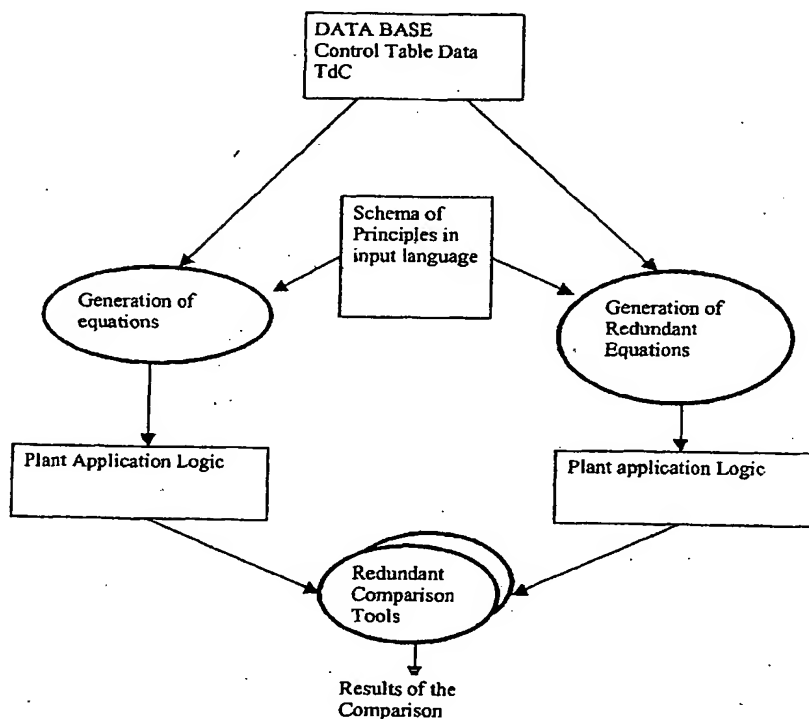 DATA BASE
Control Table Data
TdC
Schema of
Principles in
input language
Generation of
equations
Generation of
Redundant
Equations
Plant Application Logic
Plant application Logic
Redundant
Comparison
Tools
Results of the
Comparison